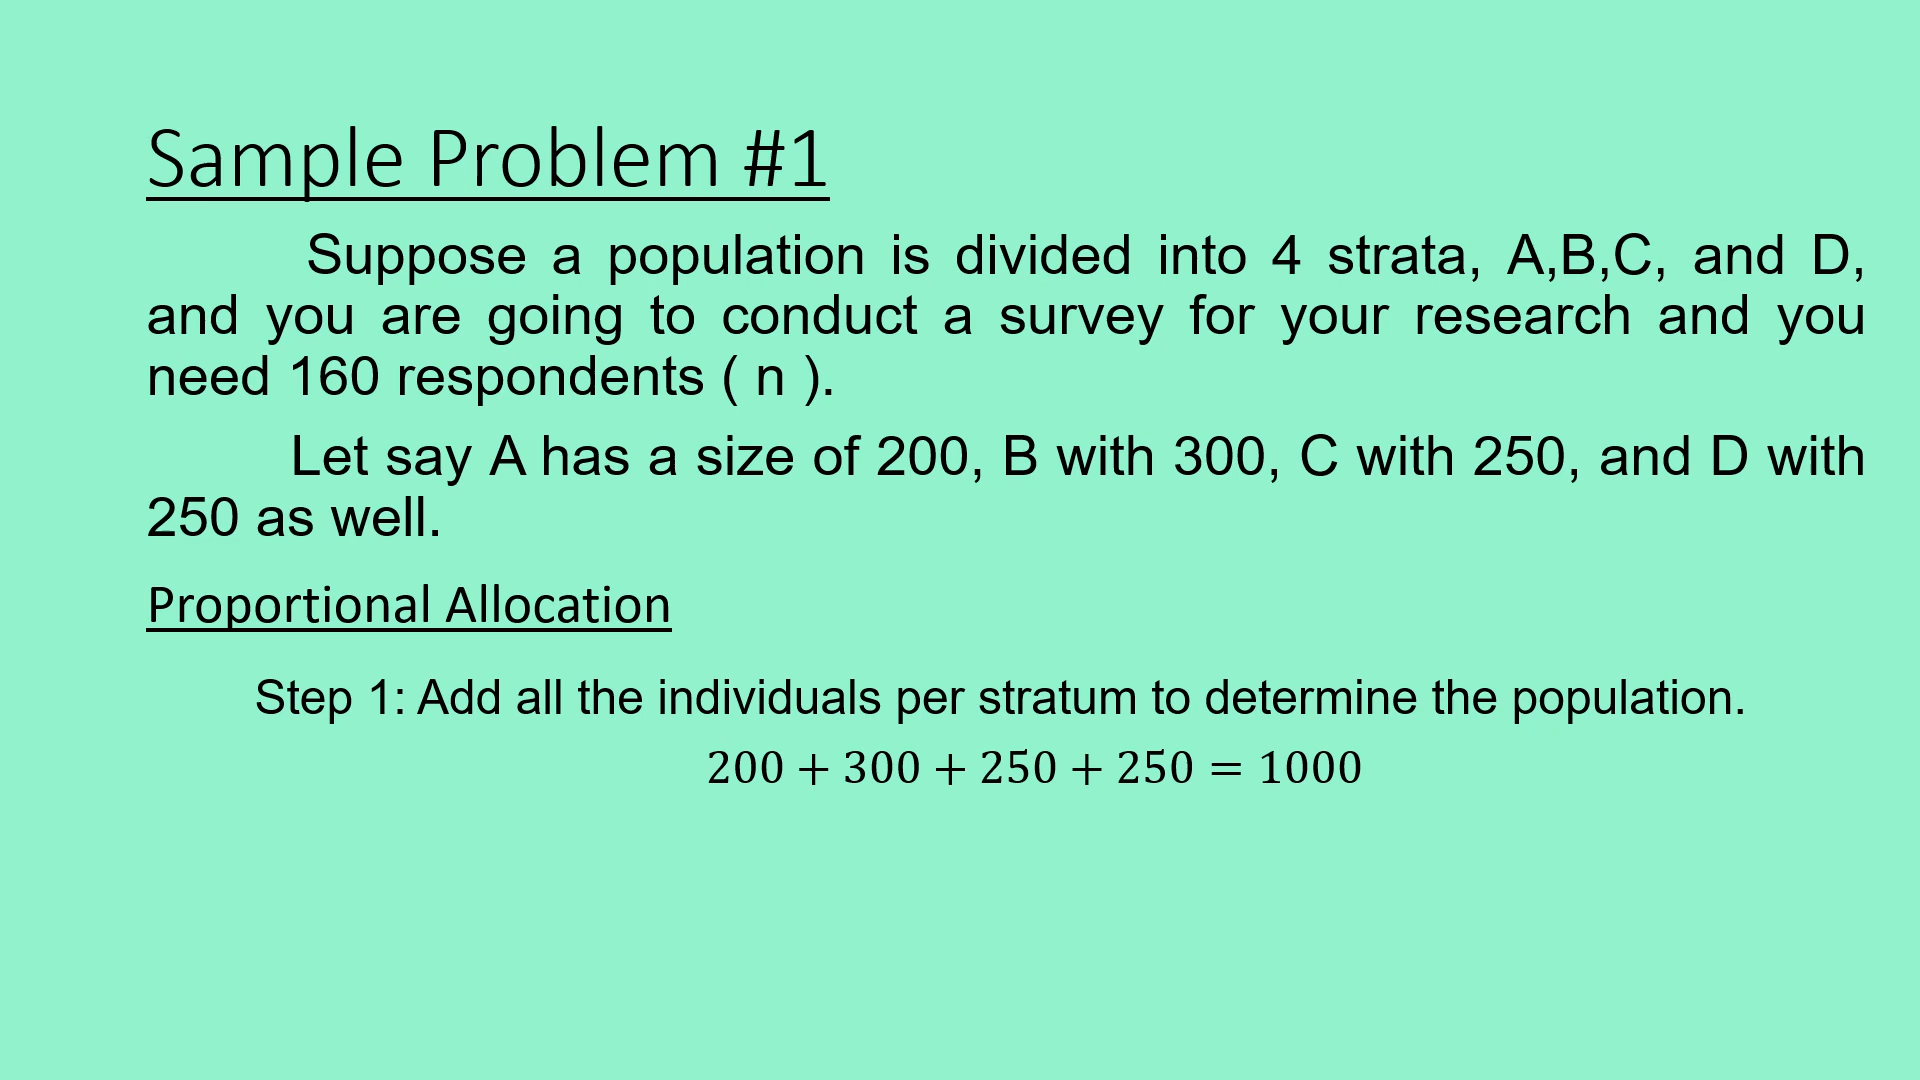 Sample Problem #1
Suppose a population is divided into 4 strata, A,B,C, and D,
and you are going to conduct a survey for your research and you
need 160 respondents ( n ).
Let say A has a size of 200, B with 300, C with 250, and D with
250 as well.
Proportional Allocation
Step 1: Add all the individuals per stratum to determine the population.
200 + 300 + 250 + 250 = 1000